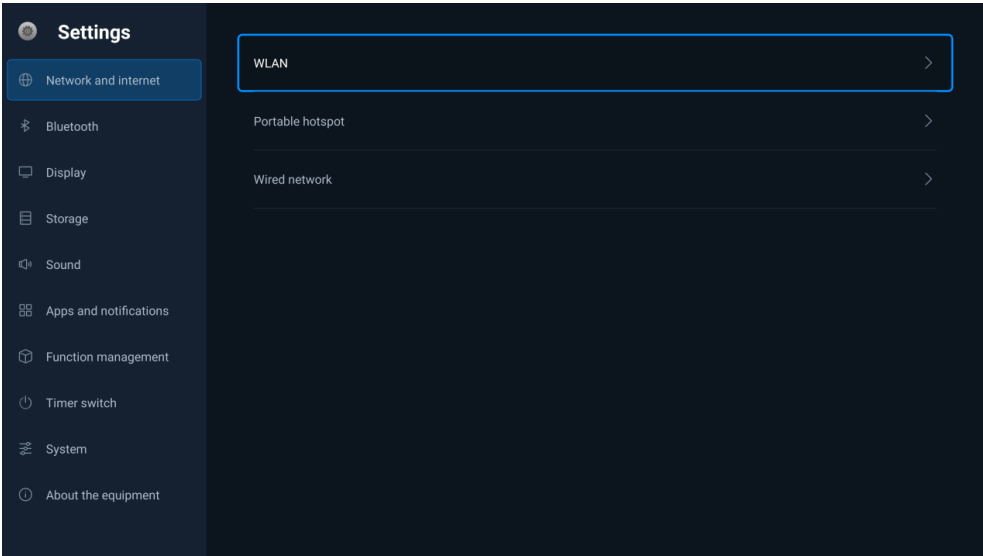 Settings
Network and internet
Bluetooth
Display
Storage
Sound
Apps and notifications
Function management
Timer switch
System
About the equipment
WLAN
Portable hotspot
Wired network